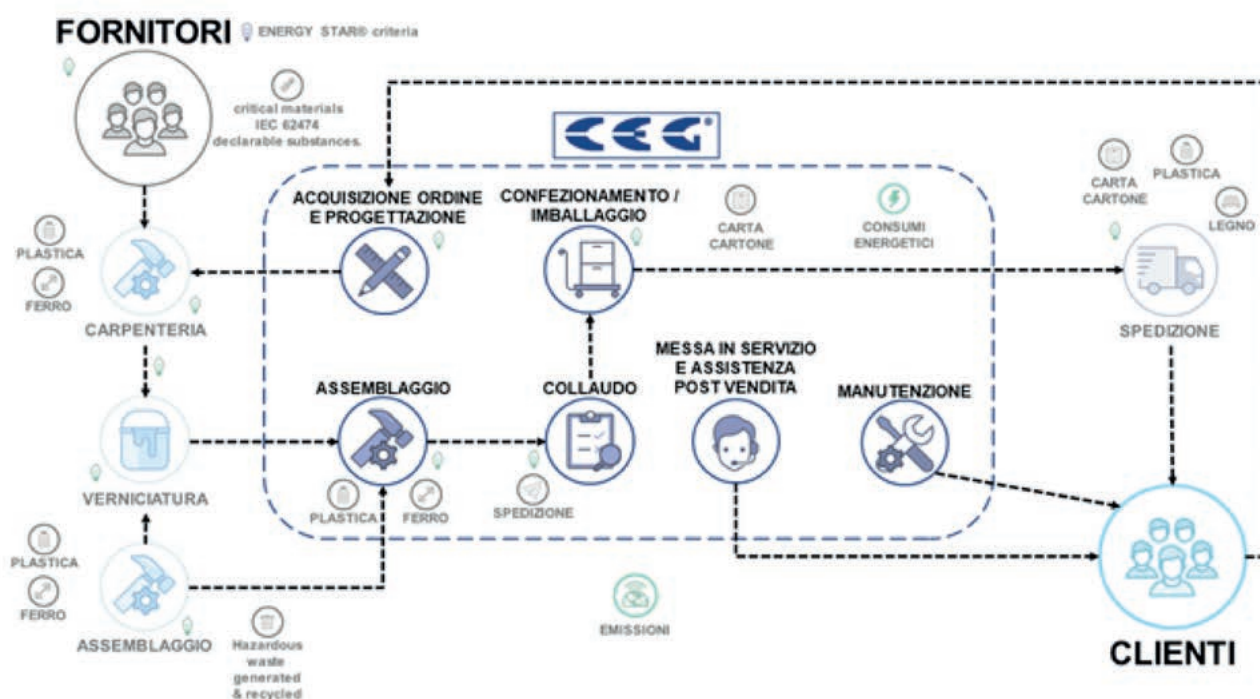 FORNITORI
ENERGY STAR® criteria
critical materials
IEC 62474
declarable substances.
CEG®
ACQUISIZIONE ORDINE
E PROGETTAZIONE
CONFEZIONAMENTO /
IMBALLAGGIO
CARTA
CARTONE
CONSUMI
ENERGETICI
CARTA
CARTONE
PLASTICA
LEGNO
PLASTICA
FERRO
CARPENTERIA
SPEDIZIONE
MESSA IN SERVIZIO
E ASSISTENZA
POST VENDITA
ASSEMBLAGGIO
COLLAUDO
MANUTENZIONE
VERNICIATURA
PLASTICA
FERRO
SPEDIZIONE
PLASTICA
FERRO
ASSEMBLAGGIO
Hazardous
waste
generated
& recycled
EMISSIONI
CLIENTI